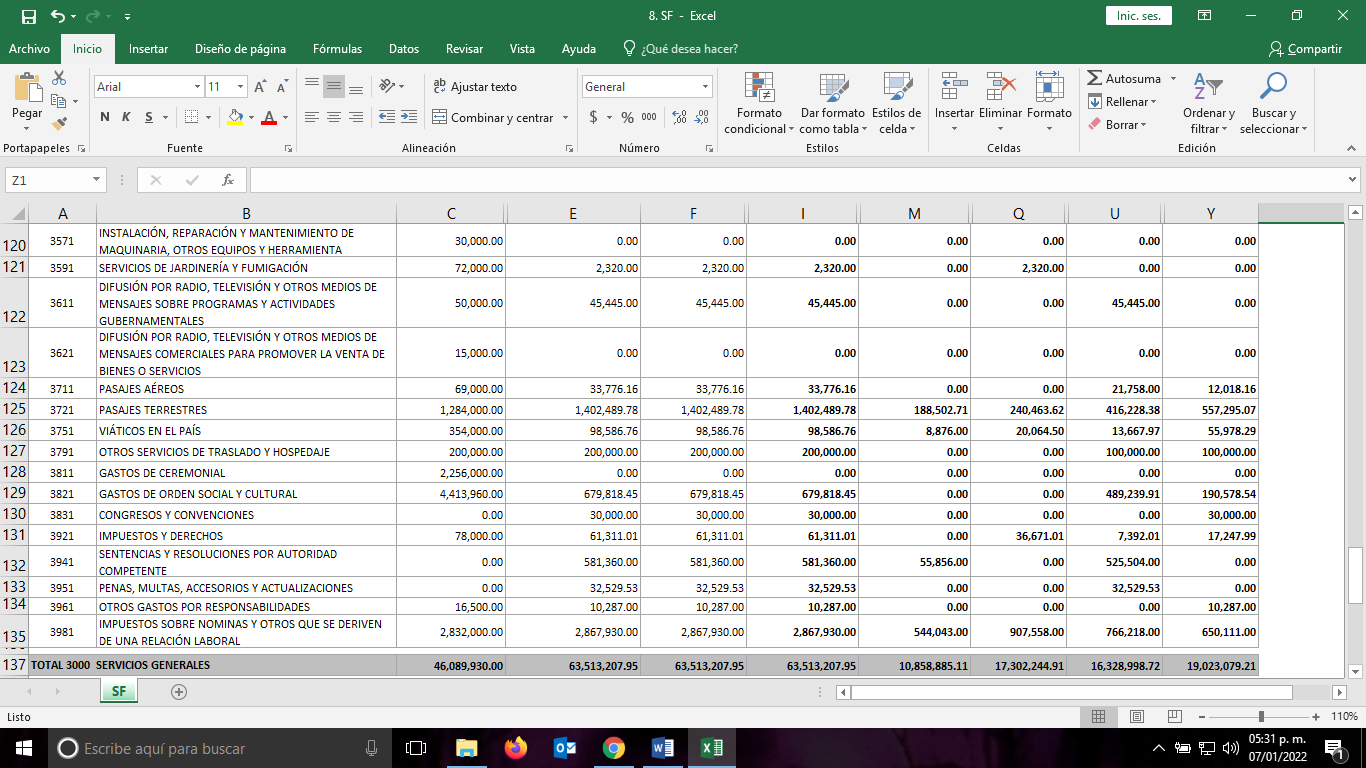 8. SF - Excel
Inic. ses.
Archivo Inicio Insertar Diseño de página Fórmulas Datos Revisar Vista Ayuda ¿Qué desea hacer? Compartir
Pegar
Portapapeles
Arial 11
N K S
Fuente
Ajustar texto
Combinar y centrar
Alineación
General
$ % 000
Número
Formato condicional
Dar formato como tabla
Estilos de celda
Estilos
Insertar Eliminar Formato
Celdas
Autosuma
Rellenar
Borrar
Ordenar y filtrar
Buscar y seleccionar
Edición
Z1
fx
A B C E F I M Q U Y
120 3571 INSTALACIÓN, REPARACIÓN Y MANTENIMIENTO DE
MAQUINARIA, OTROS EQUIPOS Y HERRAMIENTA 30,000.00 0.00 0.00 0.00 0.00 0.00 0.00 0.00
121 3591 SERVICIOS DE JARDINERÍA Y FUMIGACIÓN 72,000.00 2,320.00 2,320.00 2,320.00 0.00 2,320.00 0.00 0.00
122 3611 DIFUSIÓN POR RADIO, TELEVISIÓN Y OTROS MEDIOS DE
MENSAJES SOBRE PROGRAMAS Y ACTIVIDADES
GUBERNAMENTALES 50,000.00 45,445.00 45,445.00 45,445.00 0.00 0.00 45,445.00 0.00
123 3621 DIFUSIÓN POR RADIO, TELEVISIÓN Y OTROS MEDIOS DE
MENSAJES COMERCIALES PARA PROMOVER LA VENTA DE
BIENES O SERVICIOS 15,000.00 0.00 0.00 0.00 0.00 0.00 0.00 0.00
124 3711 PASAJES AÉREOS 69,000.00 33,776.16 33,776.16 33,776.16 0.00 0.00 21,758.00 12,018.16
125 3721 PASAJES TERRESTRES 1,284,000.00 1,402,489.78 1,402,489.78 1,402,489.78 188,502.71 240,463.62 416,228.38 557,295.07
126 3751 VIÁTICOS EN EL PAÍS 354,000.00 98,586.76 98,586.76 98,586.76 8,876.00 20,064.50 13,667.97 55,978.29
127 3791 OTROS SERVICIOS DE TRASLADO Y HOSPEDAJE 200,000.00 200,000.00 200,000.00 200,000.00 0.00 0.00 100,000.00 100,000.00
128 3811 GASTOS DE CEREMONIAL 2,256,000.00 0.00 0.00 0.00 0.00 0.00 0.00 0.00
129 3821 GASTOS DE ORDEN SOCIAL Y CULTURAL 4,413,960.00 679,818.45 679,818.45 679,818.45 0.00 0.00 489,239.91 190,578.54
130 3831 CONGRESOS Y CONVENCIONES 0.00 30,000.00 30,000.00 30,000.00 0.00 0.00 0.00 30,000.00
131 3921 IMPUESTOS Y DERECHOS 78,000.00 61,311.01 61,311.01 61,311.01 0.00 36,671.01 7,392.01 17,247.99
132 3941 SENTENCIAS Y RESOLUCIONES POR AUTORIDAD
COMPETENTE 0.00 581,360.00 581,360.00 581,360.00 55,856.00 0.00 525,504.00 0.00
133 3951 PENAS, MULTAS, ACCESORIOS Y ACTUALIZACIONES 0.00 32,529.53 32,529.53 32,529.53 0.00 0.00 32,529.53 0.00
134 3961 OTROS GASTOS POR RESPONSABILIDADES 16,500.00 10,287.00 10,287.00 10,287.00 0.00 0.00 0.00 10,287.00
135 3981 IMPUESTOS SOBRE NOMINAS Y OTROS QUE SE DERIVEN
DE UNA RELACIÓN LABORAL 2,832,000.00 2,867,930.00 2,867,930.00 2,867,930.00 544,043.00 907,558.00 766,218.00 650,111.00
137 TOTAL 3000 SERVICIOS GENERALES 46,089,930.00 63,513,207.95 63,513,207.95 63,513,207.95 10,858,885.11 17,302,244.91 16,328,998.72 19,023,079.21
SF
Listo 110%
Escribe aquí para buscar
05:31 p. m.
07/01/2022
1